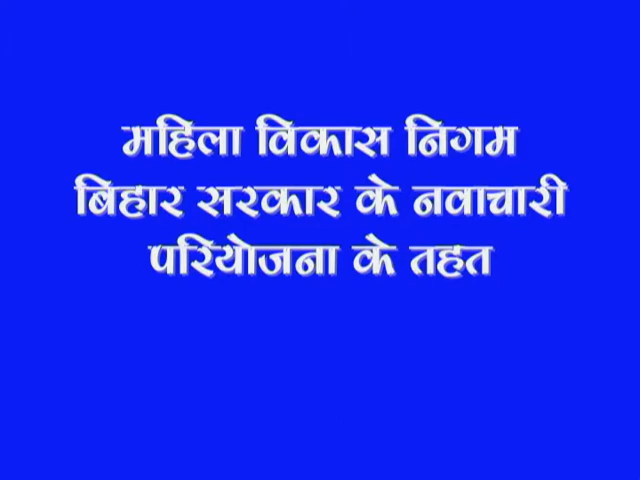 महिला विकास निगम
बिहार सरकार के नवाचारी
परियोजना के तहत